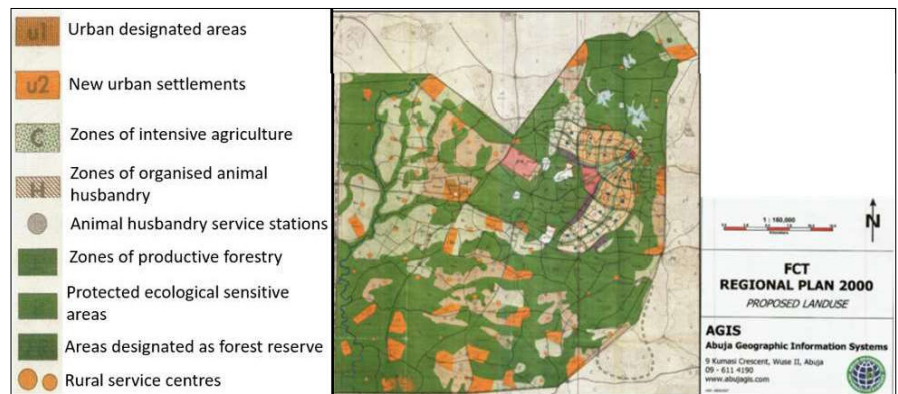 u1
Urban designated areas
u2
New urban settlements
C
Zones of intensive agriculture
H
Zones of organised animal
husbandry
Animal husbandry service stations
Zones of productive forestry
Protected ecological sensitive
areas
Areas designated as forest reserve
Rural service centres
1 : 160,000
N
FCT
REGIONAL PLAN 2000
PROPOSED LANDUSE
AGIS
Abuja Geographic Information Systems
9 Kumasi Crescent, Wuse II, Abuja
09 - 611 4190
www.abujagis.com